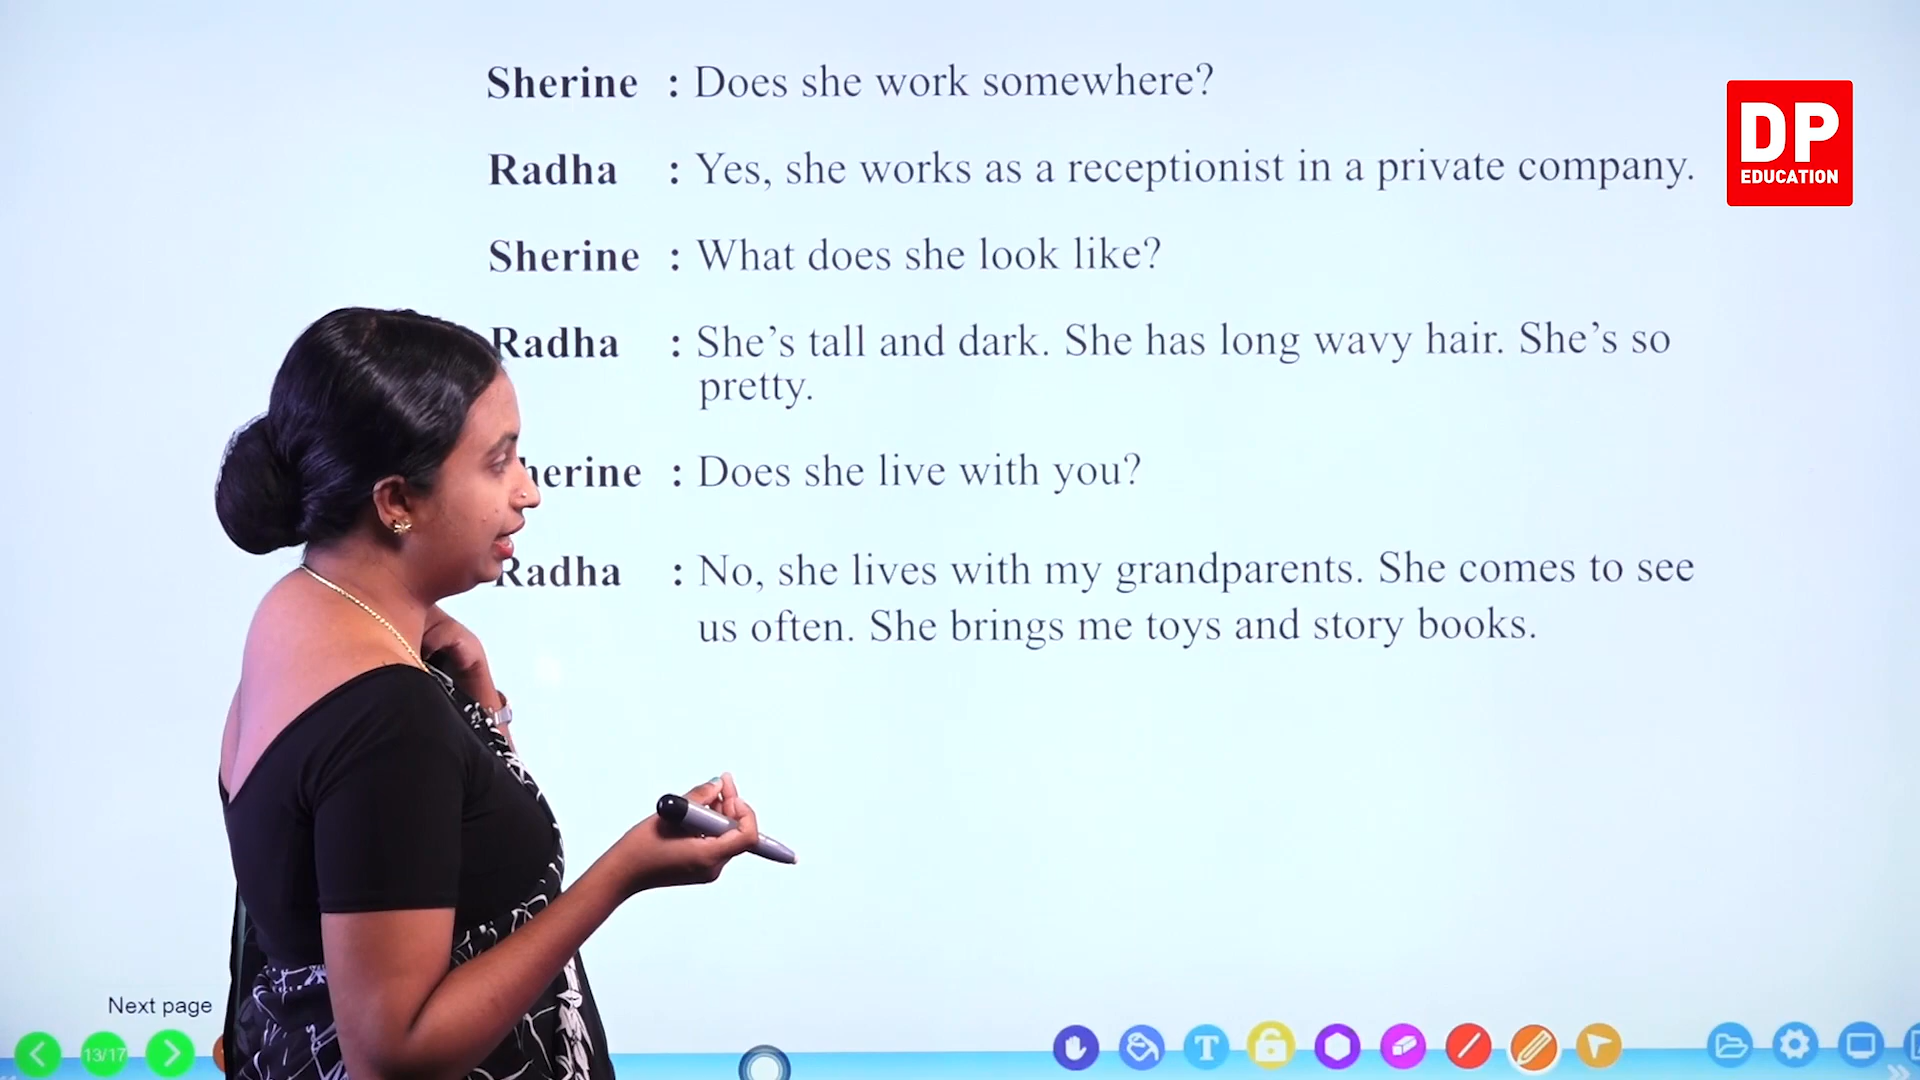 Sherine : Does she work somewhere?
DP
EDUCATION
Radha : Yes, she works as a receptionist in a private company.
Sherine : What does she look like?
Radha : She’s tall and dark. She has long wavy hair. She’s so
pretty.
herine : Does she live with you?
Radha : No, she lives with my grandparents. She comes to see
us often. She brings me toys and story books.
Next page
13/17
T